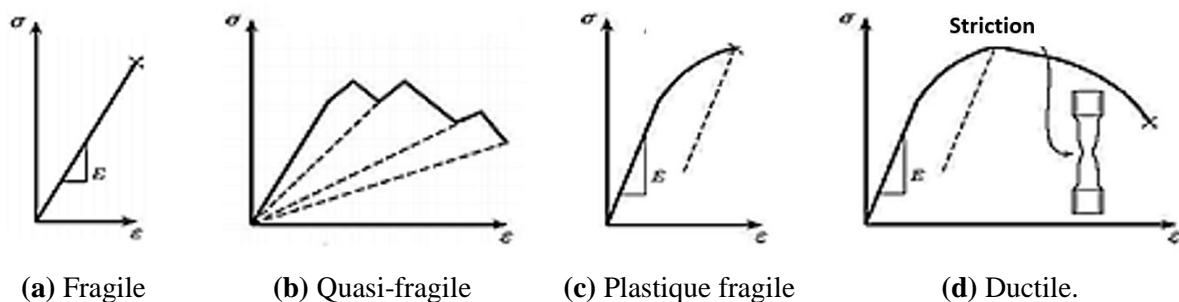 σ σ σ σ
Striction
E E E
ε ε ε ε
(a) Fragile (b) Quasi-fragile (c) Plastique fragile (d) Ductile.